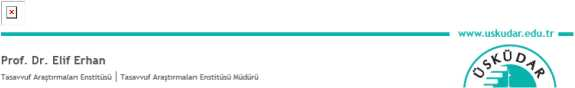 www.uskudar.edu.tr
Prof. Dr. Elif Erhan
Tasavvuf Araştırmaları Enstitüsü | Tasavvuf Araştırmaları Enstitüsü Müdürü
ÜSKÜDAR